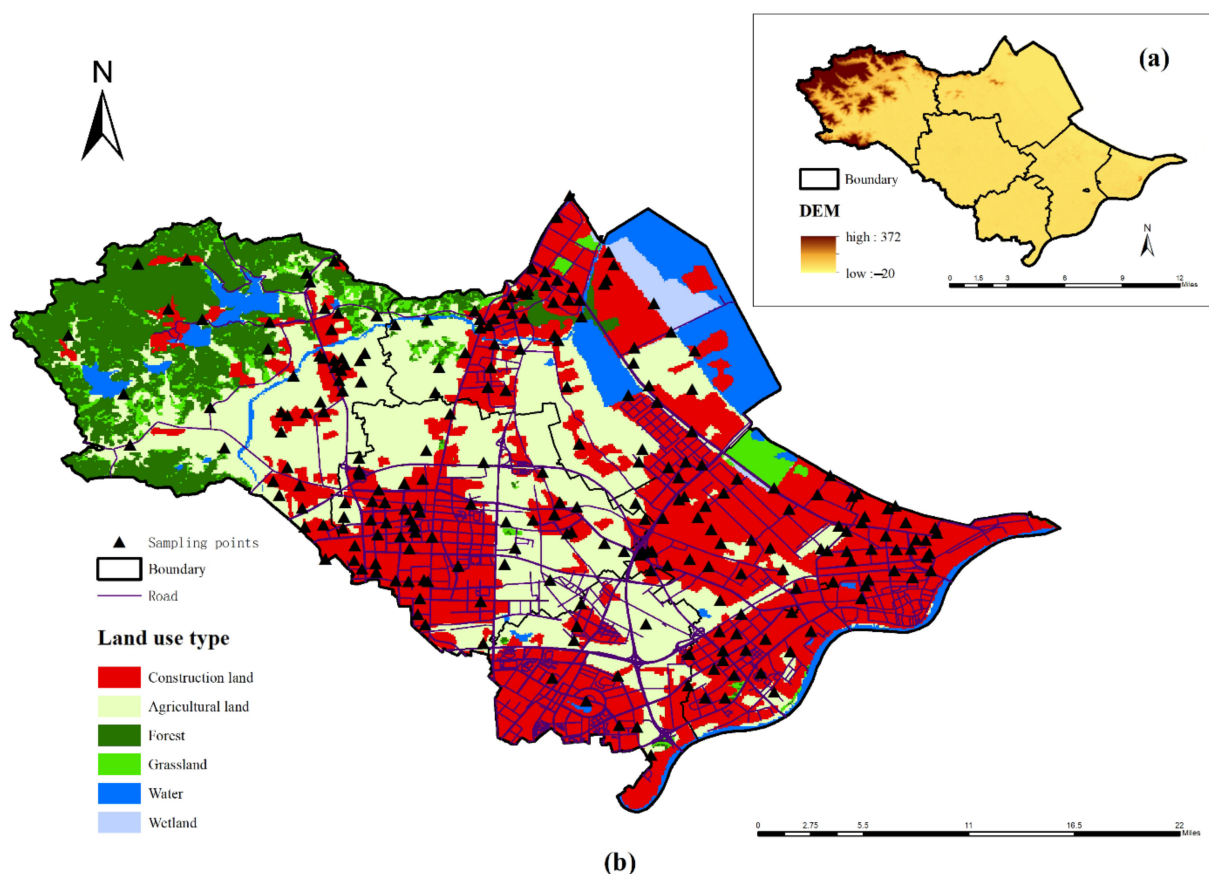 N
(a)
Boundary
DEM
high : 372
low : –20
N
0 1.5 3 6 9 12
Miles
Sampling points
Boundary
Road
Land use type
Construction land
Agricultural land
Forest
Grassland
Water
Wetland
0 2.75 5.5 11 16.5 22
Miles
(b)